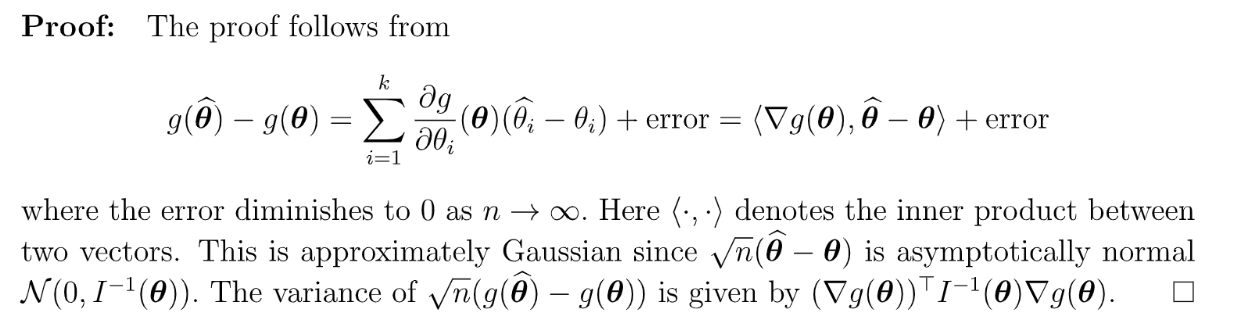 Proof: The proof follows from
g(θ̂) − g(θ) = ∑_{i=1}^{k} ∂g/∂θ_i (θ)(θ̂_i − θ_i) + error = ⟨∇g(θ), θ̂ − θ⟩ + error
where the error diminishes to 0 as n → ∞. Here ⟨·, ·⟩ denotes the inner product between
two vectors. This is approximately Gaussian since √n(θ̂ − θ) is asymptotically normal
𝒩(0, I⁻¹(θ)). The variance of √n(g(θ̂) − g(θ)) is given by (∇g(θ))^⊤ I⁻¹(θ)∇g(θ). □